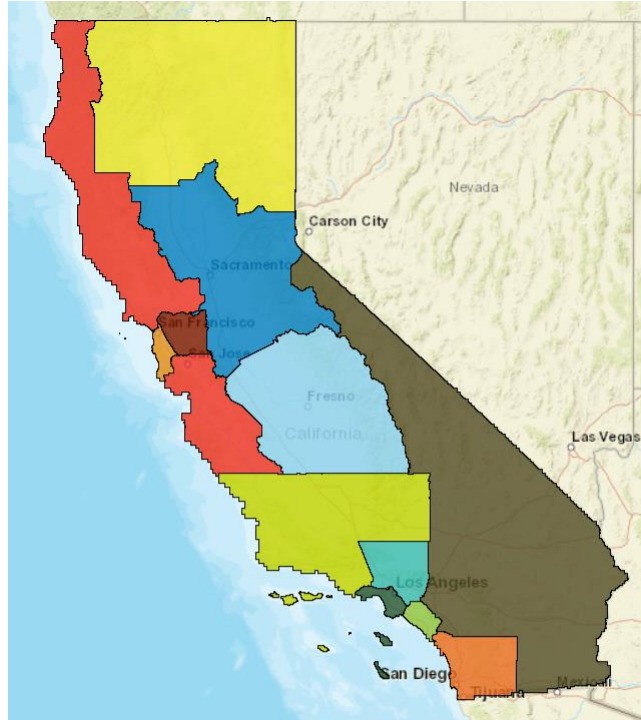 Nevada
Carson City
Sacramento
San Francisco
San Jose
Fresno
California
Las Vegas
Los Angeles
San Diego
Mexicali
Tijuana